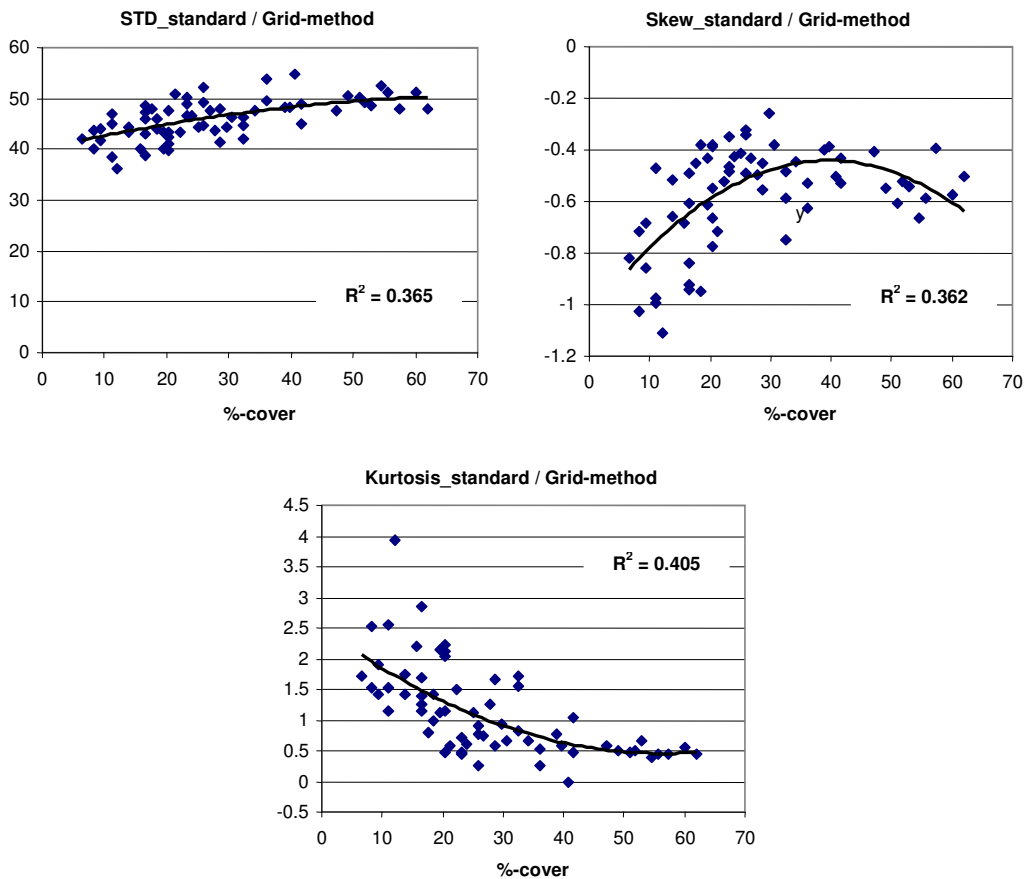 STD_standard / Grid-method
60
50
40
30
20
10
0
R² = 0.365
0 10 20 30 40 50 60 70
%-cover
Skew_standard / Grid-method
0
-0.2
-0.4
-0.6
-0.8
-1
-1.2
y
R² = 0.362
0 10 20 30 40 50 60 70
%-cover
Kurtosis_standard / Grid-method
4.5
4
3.5
3
2.5
2
1.5
1
0.5
0
-0.5
R² = 0.405
0 10 20 30 40 50 60 70
%-cover